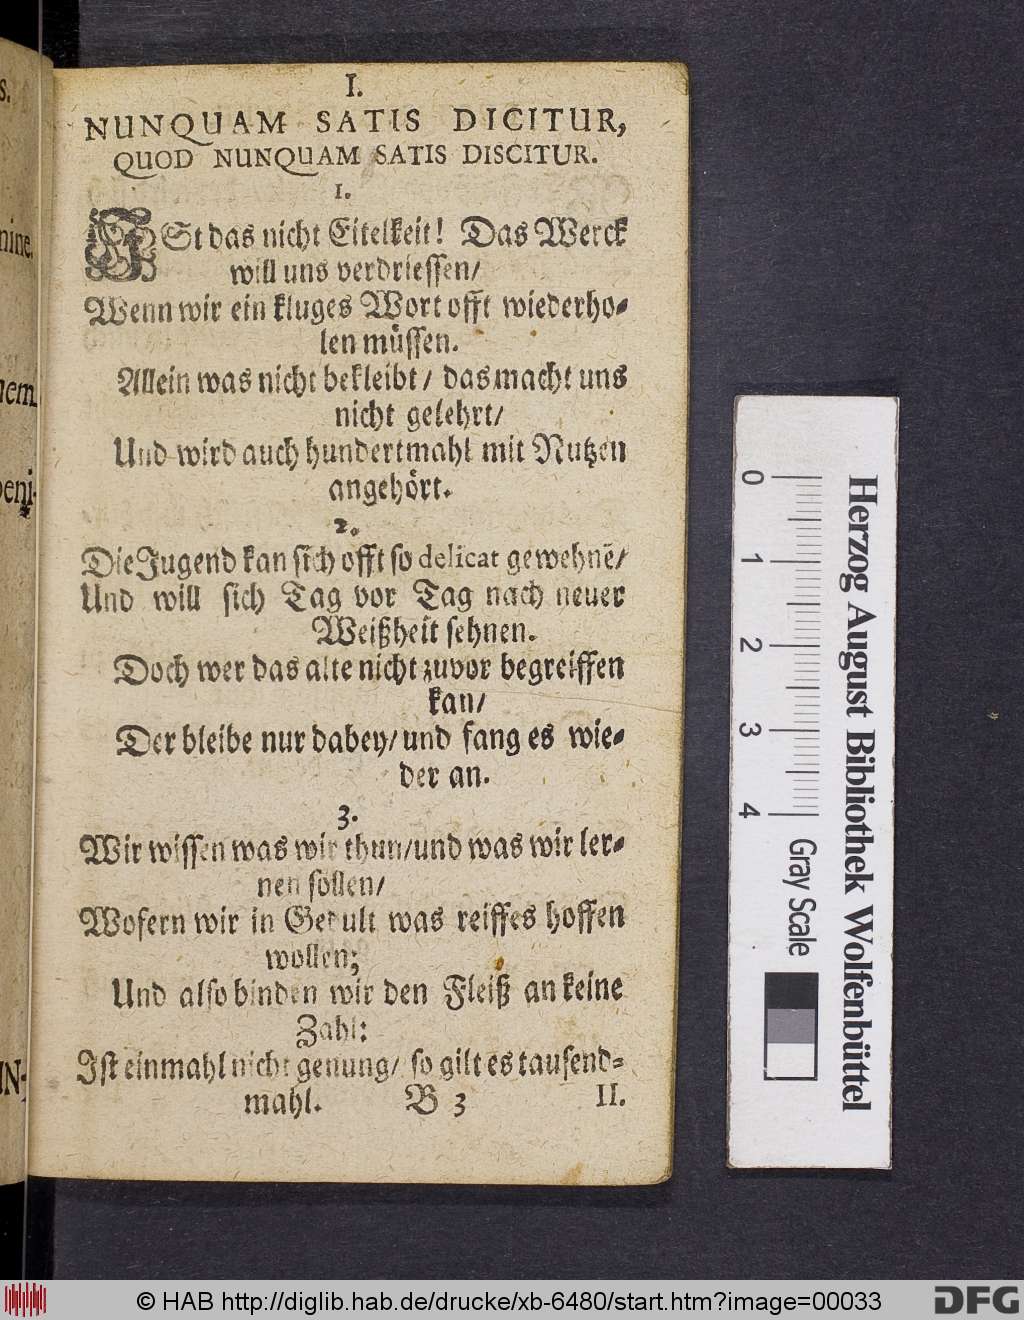 s.
nine.
nem.
IN-
I.
NUNQUAM SATIS DICITUR,
QUOD NUNQUAM SATIS DISCITUR.
1.
ISt das nicht Eitelkeit! Das Werck
will uns verdriessen/
Wenn wir ein kluges Wort offt wiederho-
len müssen.
Allein was nicht bekleibt/ das macht uns
nicht gelehrt/
Und wird auch hundertmahl mit Nutzen
angehört.
2.
Die Jugend kan sich offt so delicat gewehnẽ/
Und will sich Tag vor Tag nach neuer
Weißheit sehnen.
Doch wer das alte nicht zuvor begreiffen
kan/
Der bleibe nur dabey/ und fang es wie-
der an.
3.
Wir wissen was wir thun/ und was wir ler-
nen sollen/
Wofern wir in Gedult was reiffes hoffen
wollen;
Und also binden wir den Fleiß an keine
Zahl:
Ist einmahl nicht genung/ so gilt es tausend-
mahl. B 3 II.
0 1 2 3 4
Gray Scale
Herzog August Bibliothek Wolfenbüttel
© HAB http://diglib.hab.de/drucke/xb-6480/start.htm?image=00033
DFG